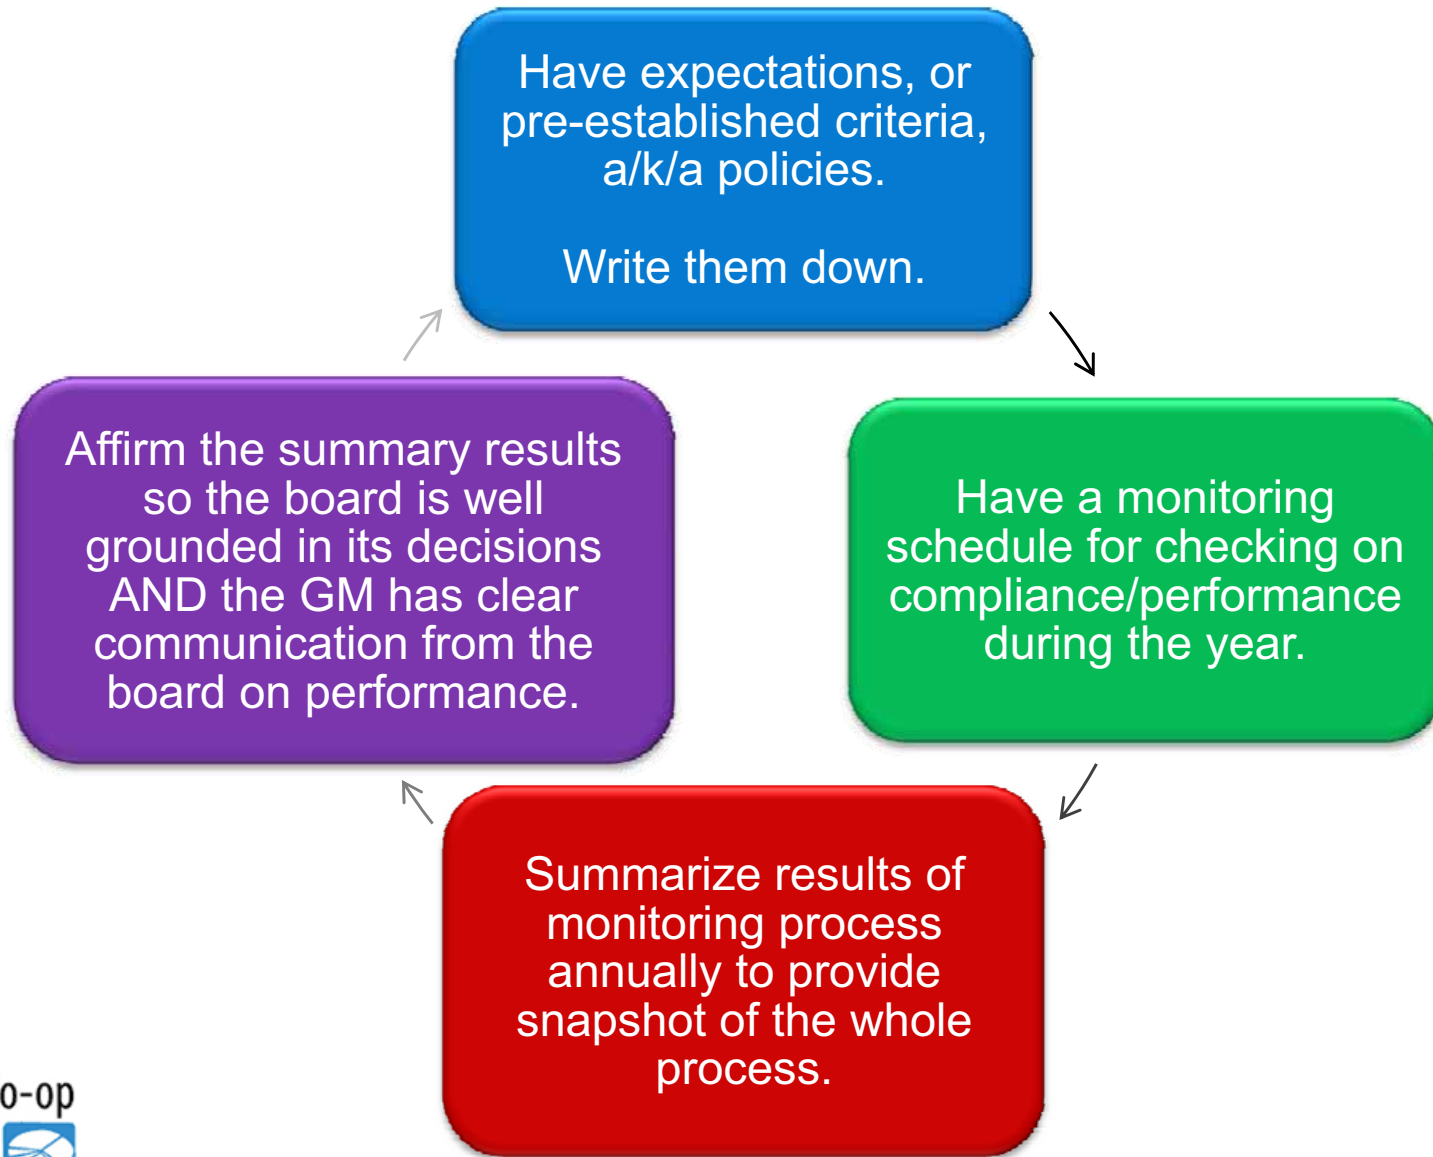 Have expectations, or
pre-established criteria,
a/k/a policies.
Write them down.
Affirm the summary results
so the board is well
grounded in its decisions
AND the GM has clear
communication from the
board on performance.
Have a monitoring
schedule for checking on
compliance/performance
during the year.
Summarize results of
monitoring process
annually to provide
snapshot of the whole
process.
o-op